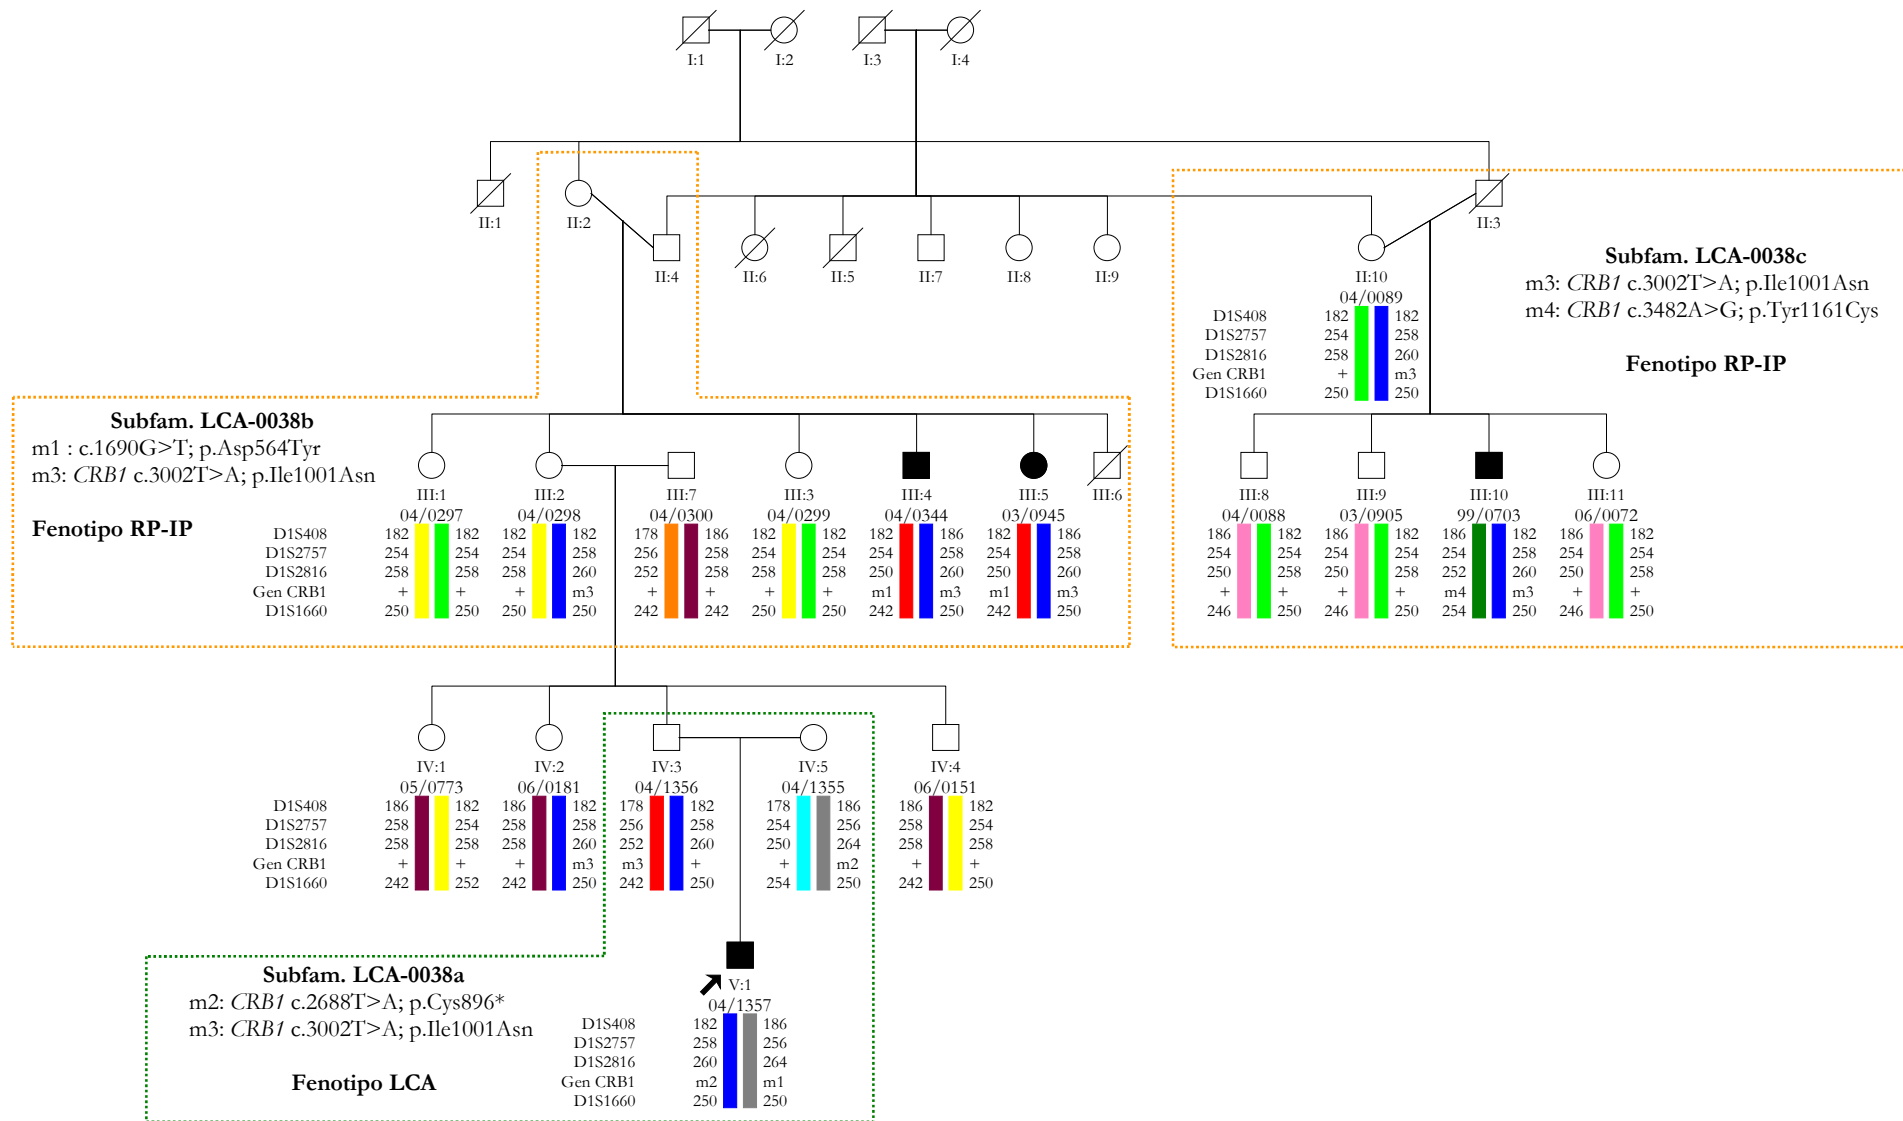 I:1 I:2 I:3 I:4
II:1 II:2 II:3
II:4 II:6 II:5 II:7 II:8 II:9 II:10
04/0089
D1S408 182 182
D1S2757 254 258
D1S2816 258 260
Gen CRB1 + m3
D1S1660 250 250
Subfam. LCA-0038c
m3: CRB1 c.3002T>A; p.Ile1001Asn
m4: CRB1 c.3482A>G; p.Tyr1161Cys
Fenotipo RP-IP
Subfam. LCA-0038b
m1 : c.1690G>T; p.Asp564Tyr
m3: CRB1 c.3002T>A; p.Ile1001Asn
Fenotipo RP-IP
III:1 III:2 III:7 III:3 III:4 III:5 III:6 III:8 III:9 III:10 III:11
04/0297 04/0298 04/0300 04/0299 04/0344 03/0945 04/0088 03/0905 99/0703 06/0072
D1S408 182 182 182 182 178 186 182 182 182 186 182 186 186 182 186 182 186 182 186 182
D1S2757 254 254 254 258 256 258 254 254 254 258 254 258 254 254 254 254 254 258 254 254
D1S2816 258 258 258 260 252 258 258 258 250 260 250 260 250 258 250 258 252 260 250 258
Gen CRB1 + + + m3 + + + + m1 m3 m1 m3 + + + + m4 m3 + +
D1S1660 250 250 250 250 242 242 250 250 242 250 242 250 246 250 246 250 254 250 246 250
IV:1 IV:2 IV:3 IV:5 IV:4
05/0773 06/0181 04/1356 04/1355 06/0151
D1S408 186 182 186 182 178 182 178 186 186 182
D1S2757 258 254 258 258 256 258 254 256 258 254
D1S2816 258 258 258 260 252 260 250 264 258 258
Gen CRB1 + + + m3 m3 + + m2 + +
D1S1660 242 252 242 250 242 250 254 250 242 250
Subfam. LCA-0038a
m2: CRB1 c.2688T>A; p.Cys896*
m3: CRB1 c.3002T>A; p.Ile1001Asn
Fenotipo LCA
V:1
04/1357
D1S408 182 186
D1S2757 258 256
D1S2816 260 264
Gen CRB1 m2 m1
D1S1660 250 250